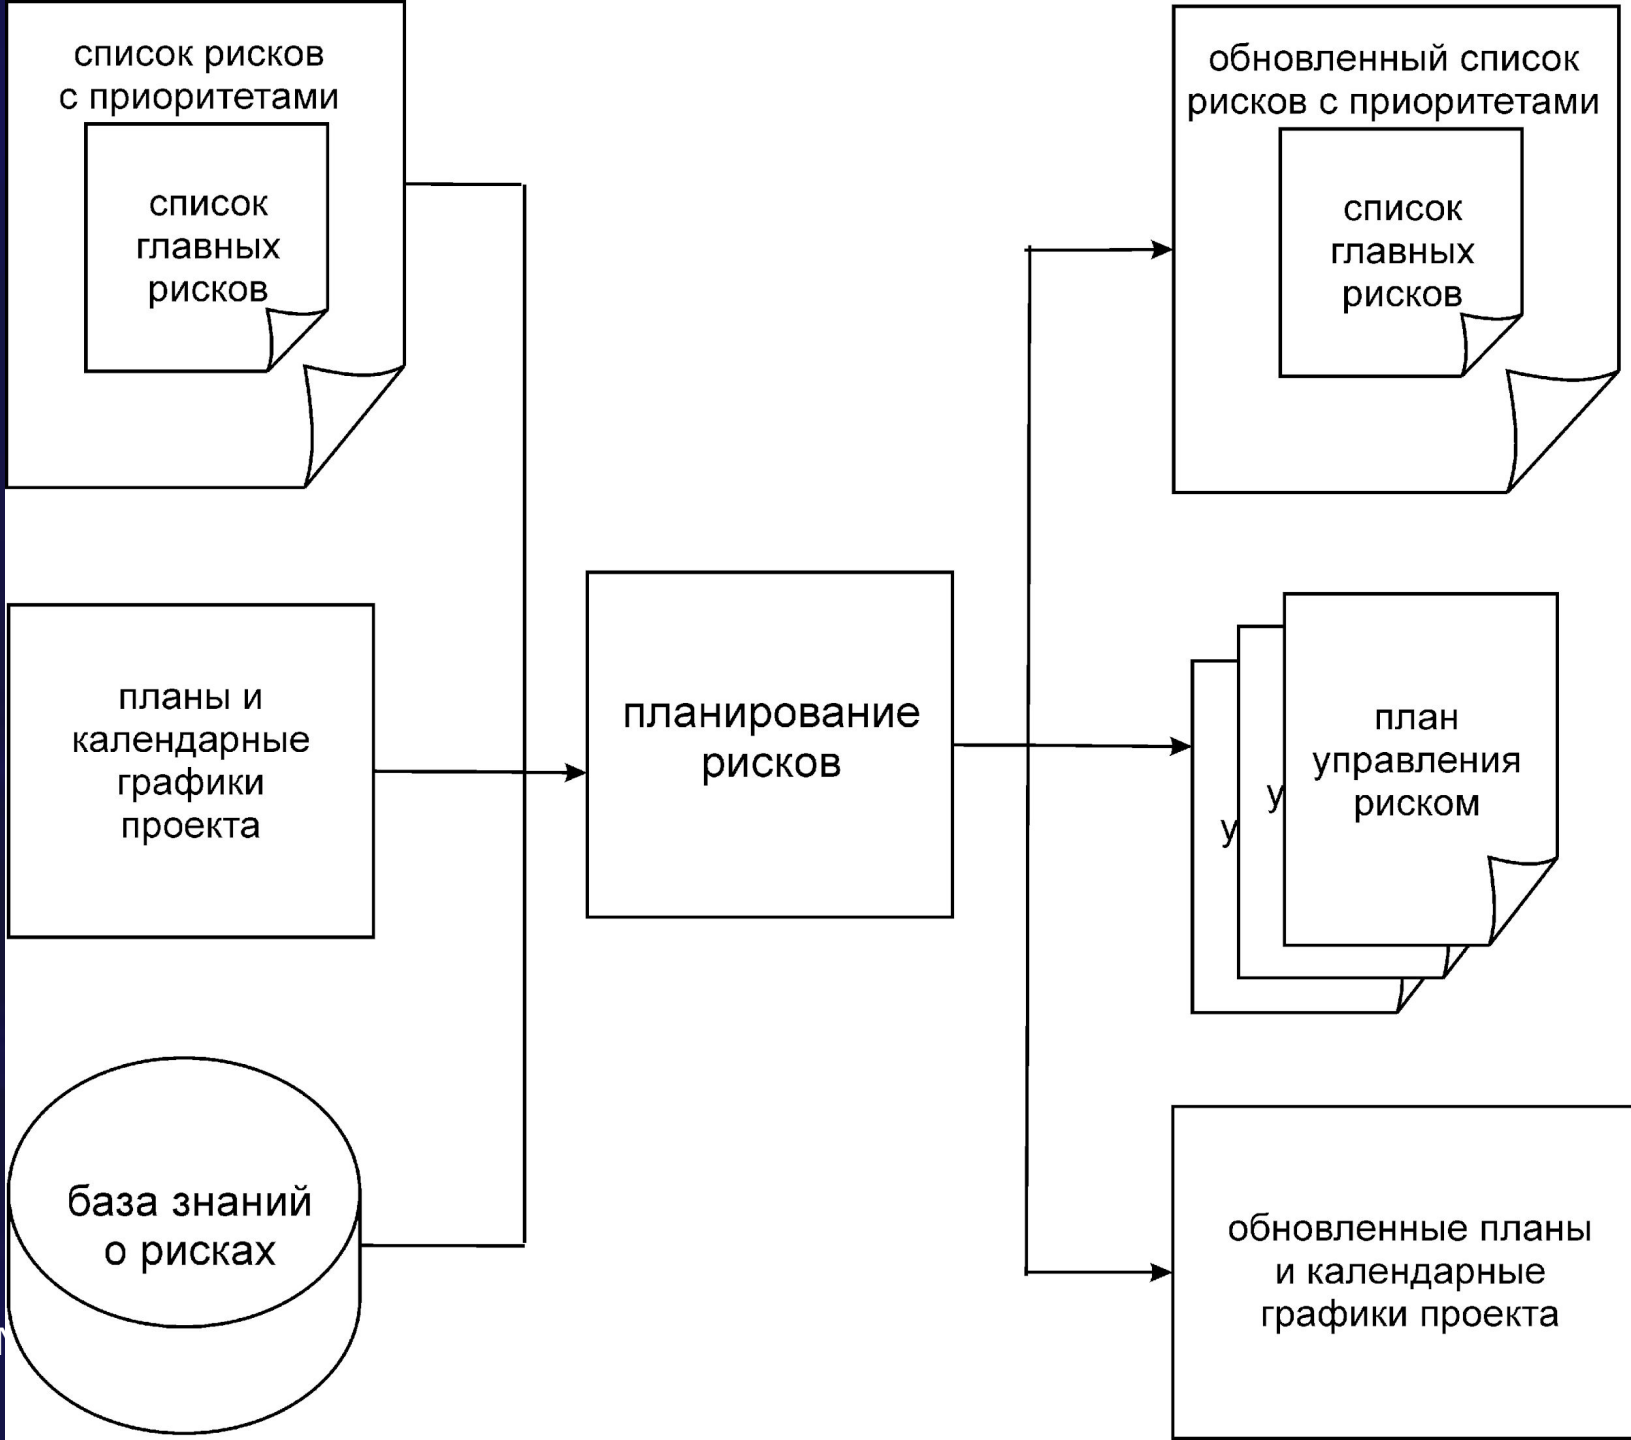 список рисков
с приоритетами
список
главных
рисков
планы и
календарные
графики
проекта
база знаний
о рисках
планирование
рисков
обновленный список
рисков с приоритетами
список
главных
рисков
план
управления
риском
у
у
обновленные планы
и календарные
графики проекта